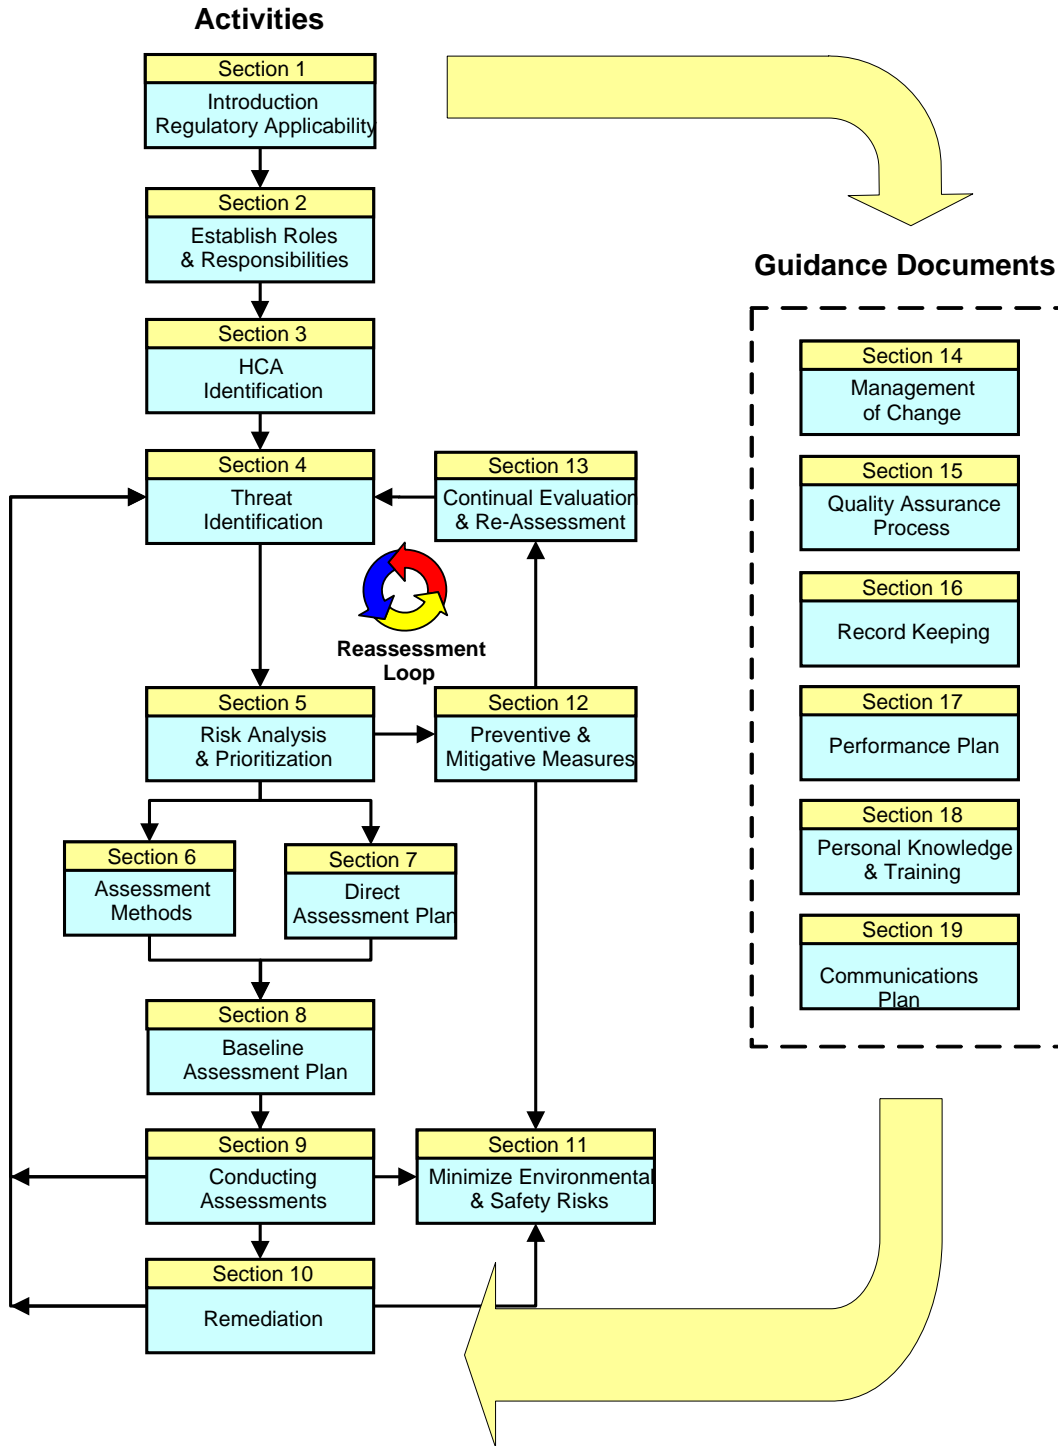 Activities
Section 1
Introduction
Regulatory Applicability
Section 2
Establish Roles
& Responsibilities
Section 3
HCA
Identification
Section 4
Threat
Identification
Section 13
Continual Evaluation
& Re-Assessment
Reassessment
Loop
Section 5
Risk Analysis
& Prioritization
Section 12
Preventive &
Mitigative Measures
Section 6
Assessment
Methods
Section 7
Direct
Assessment Plan
Section 8
Baseline
Assessment Plan
Section 9
Conducting
Assessments
Section 11
Minimize Environmental
& Safety Risks
Section 10
Remediation
Guidance Documents
Section 14
Management
of Change
Section 15
Quality Assurance
Process
Section 16
Record Keeping
Section 17
Performance Plan
Section 18
Personal Knowledge
& Training
Section 19
Communications
Plan